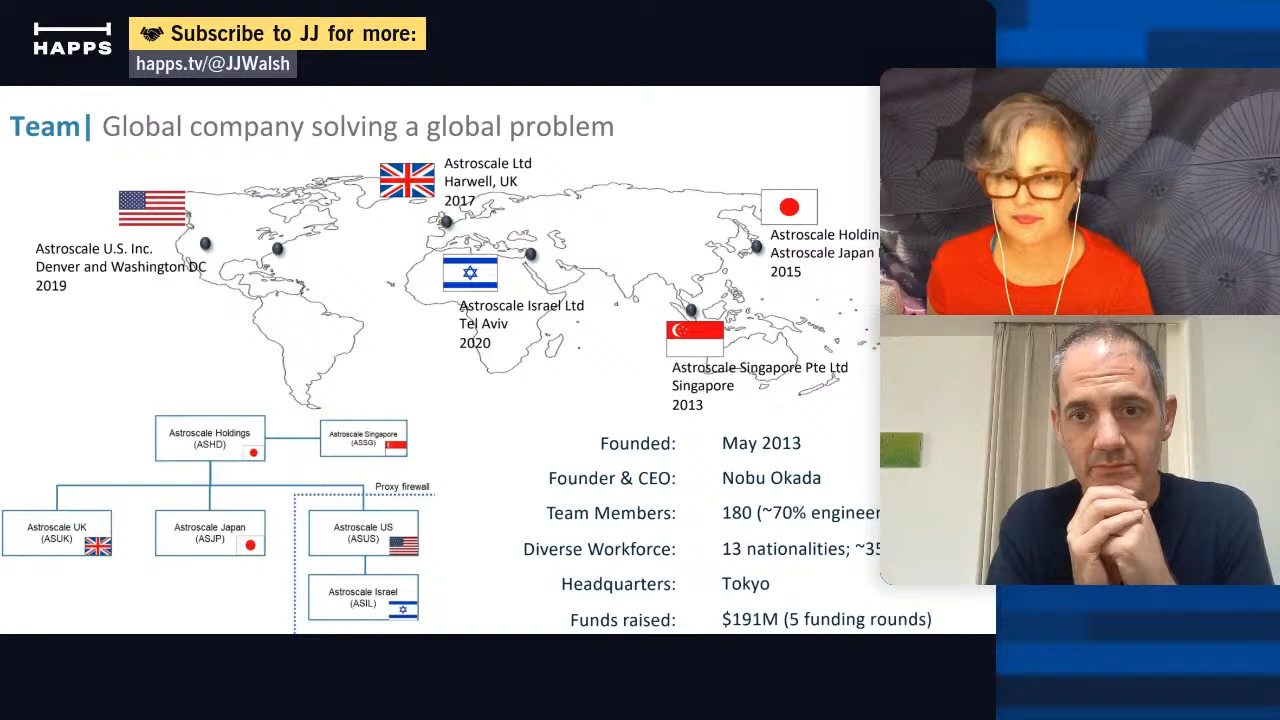 HAPPS
Subscribe to JJ for more:
happs.tv/@JJWalsh
Team| Global company solving a global problem
Astroscale Ltd
Harwell, UK
2017
Astroscale U.S. Inc.
Denver and Washington DC
2019
Astroscale Israel Ltd
Tel Aviv
2020
Astroscale Holdin
Astroscale Japan
2015
Astroscale Singapore Pte Ltd
Singapore
2013
Astroscale Holdings
(ASHD)
Astroscale Singapore
(ASSG)
Proxy firewall
Astroscale UK
(ASUK)
Astroscale Japan
(ASJP)
Astroscale US
(ASUS)
Astroscale Israel
(ASIL)
Founded: May 2013
Founder & CEO: Nobu Okada
Team Members: 180 (~70% engineer
Diverse Workforce: 13 nationalities; ~35
Headquarters: Tokyo
Funds raised: $191M (5 funding rounds)